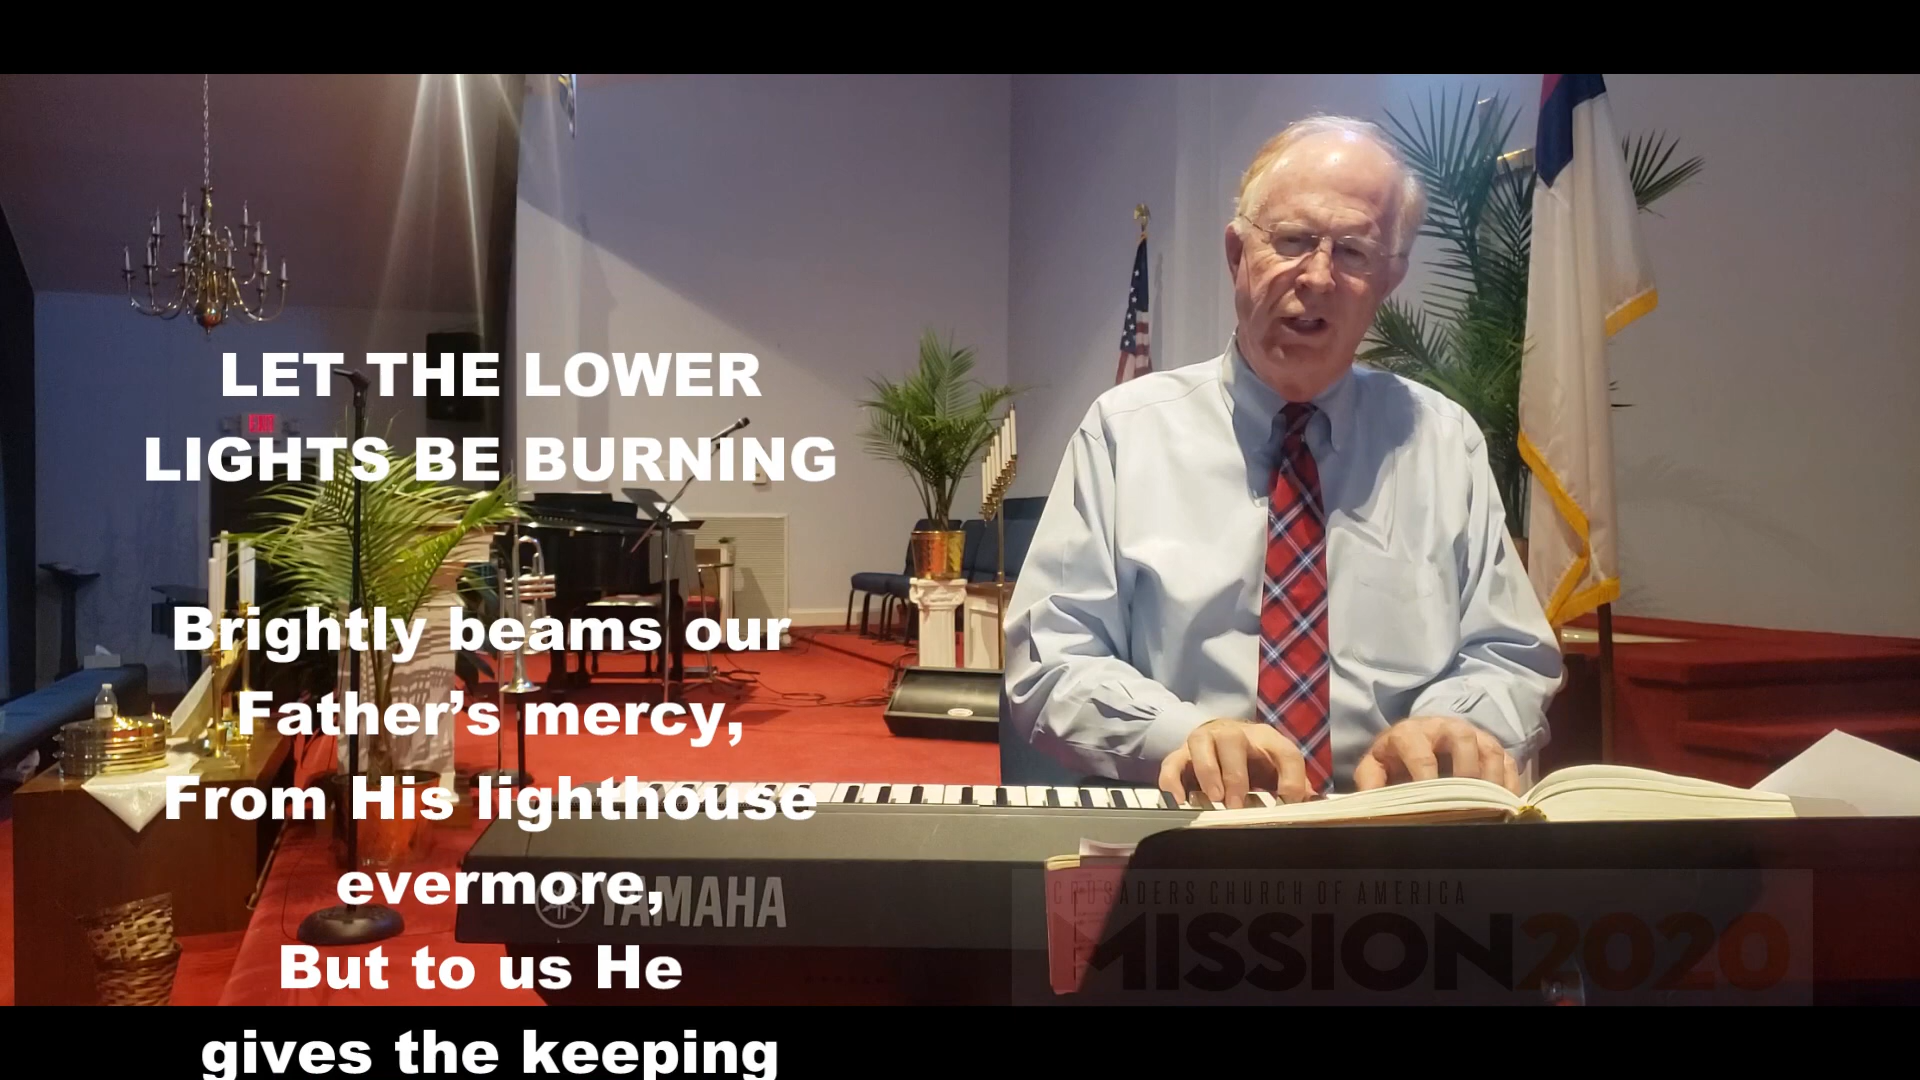 LET THE LOWER
LIGHTS BE BURNING
EXIT
Brightly beams our
Father’s mercy,
From His lighthouse
evermore,
But to us He
gives the keeping
YAMAHA
CRUSADERS CHURCH OF AMERICA
MISSION2020